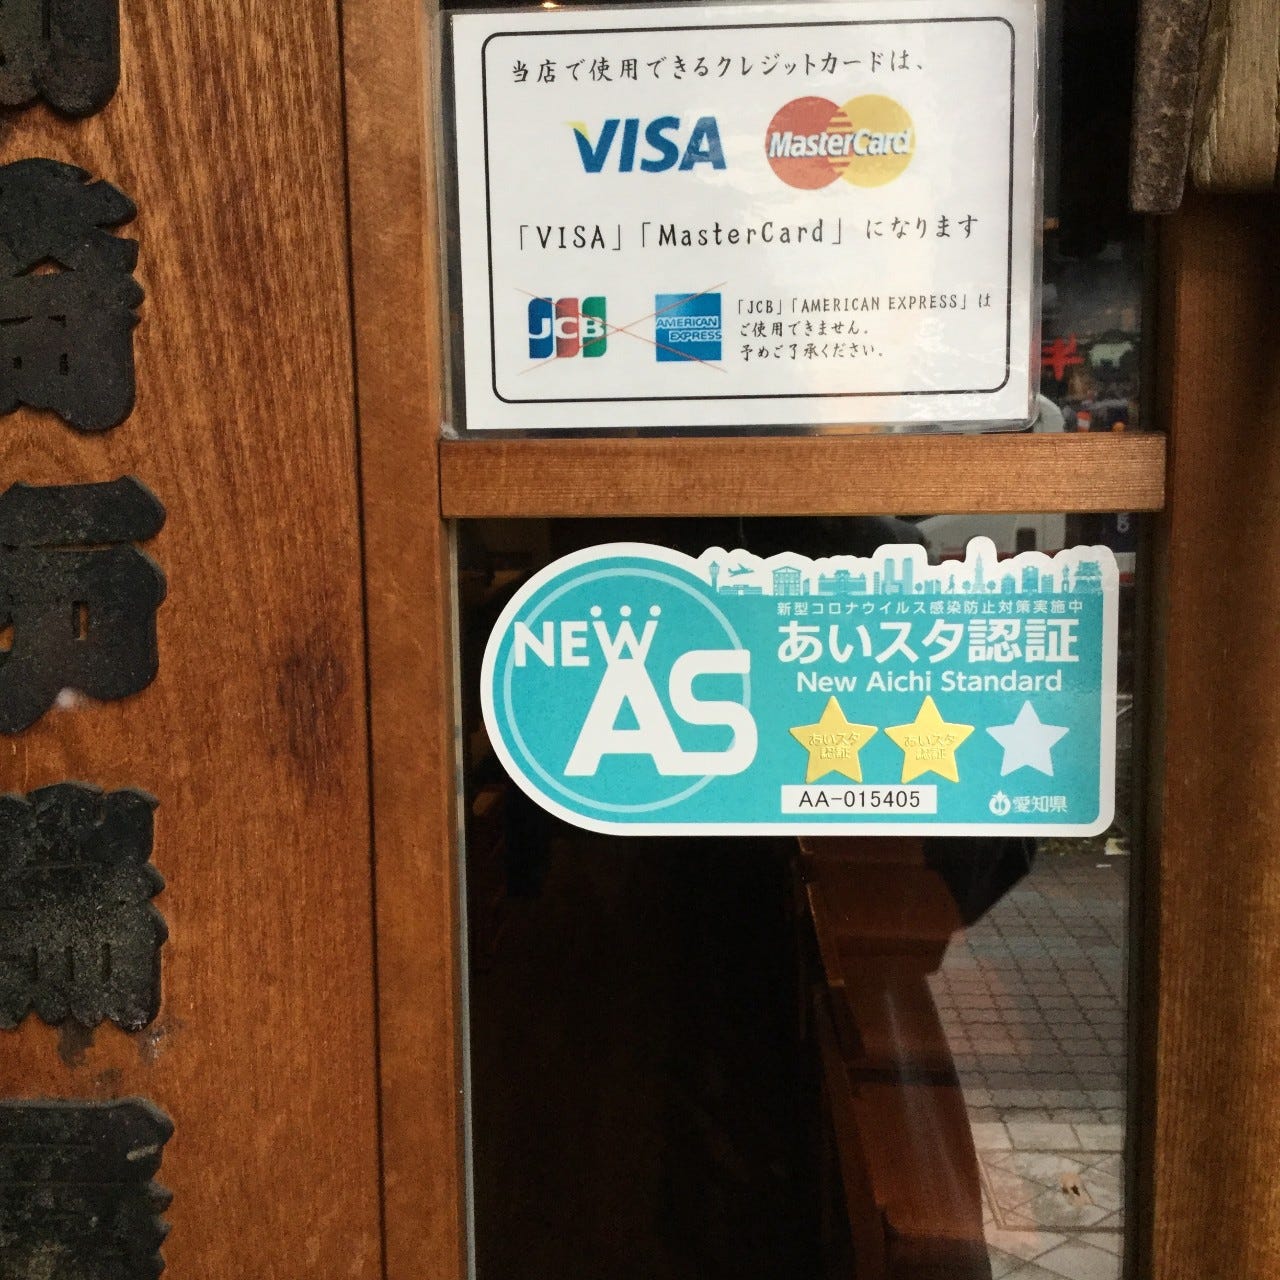 当店で使用できるクレジットカードは、
VISA MasterCard
「VISA」「MasterCard」になります
JCB AMERICAN EXPRESS
「JCB」「AMERICAN EXPRESS」は
ご使用できません。
予めご了承ください。
新型コロナウイルス感染防止対策実施中
NEW AS
あいスタ認証
New Aichi Standard
あいスタ認証 あいスタ認証
AA-015405
愛知県